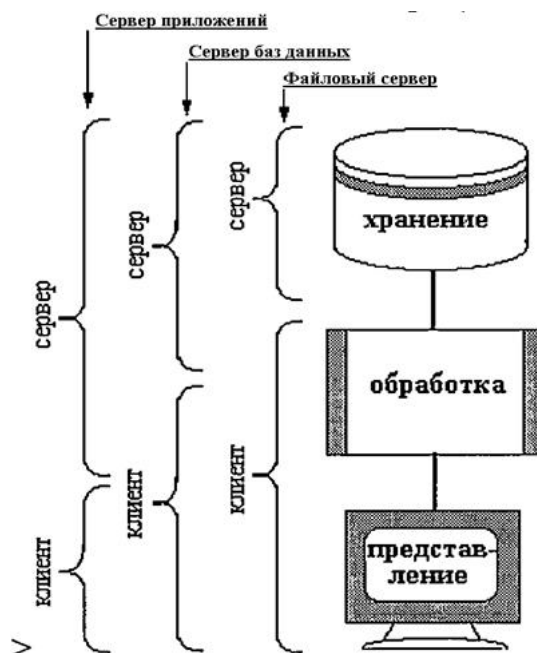 Сервер приложений
Сервер баз данных
Файловый сервер
сервер
сервер
сервер
хранение
обработка
клиент
клиент
клиент
представ-
ление